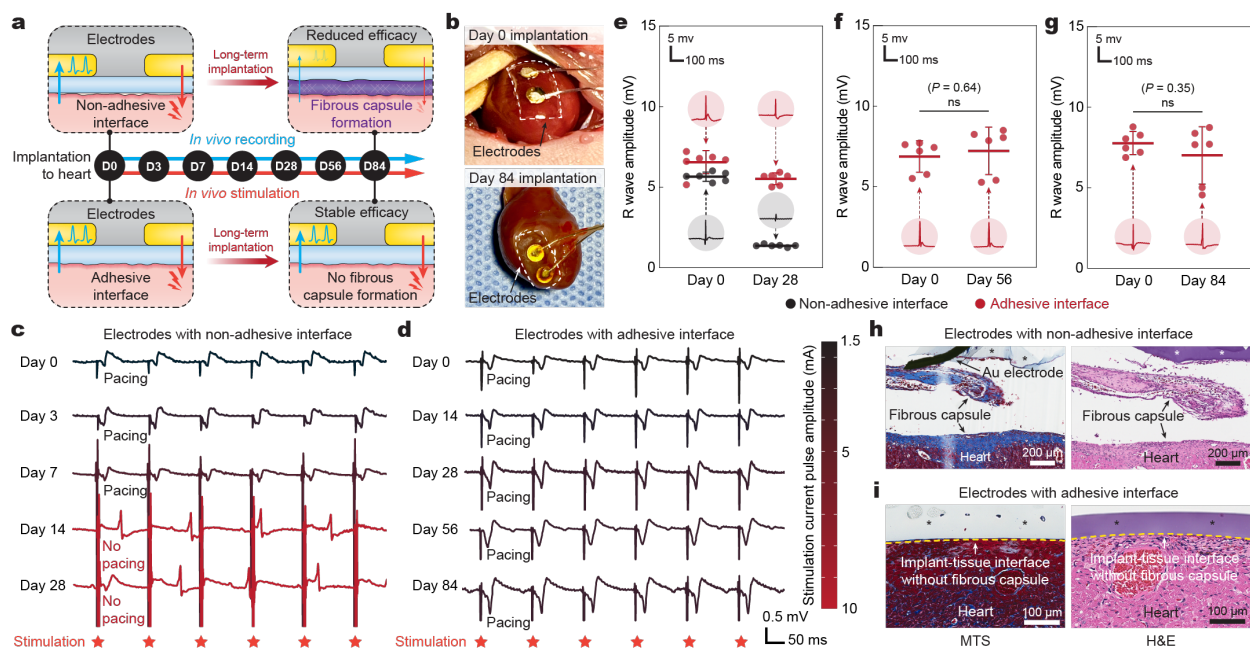 a
Electrodes
Non-adhesive
interface
Long-term
implantation
Reduced efficacy
Fibrous capsule
formation
In vivo recording
Implantation
to heart
D0
D3
D7
D14
D28
D56
D84
In vivo stimulation
Electrodes
Adhesive
interface
Long-term
implantation
Stable efficacy
No fibrous
capsule formation
b
Day 0 implantation
Electrodes
Day 84 implantation
Electrodes
e
15
10
5
0
R wave amplitude (mV)
5 mv
100 ms
Day 0
Day 28
f
15
10
5
0
R wave amplitude (mV)
5 mv
100 ms
(P = 0.64)
ns
Day 0
Day 56
g
15
10
5
0
R wave amplitude (mV)
5 mv
100 ms
(P = 0.35)
ns
Day 0
Day 84
Non-adhesive interface
Adhesive interface
c
Electrodes with non-adhesive interface
Day 0
Pacing
Day 3
Pacing
Day 7
Pacing
Day 14
No
pacing
Day 28
No
pacing
Stimulation
d
Electrodes with adhesive interface
Day 0
Pacing
Day 14
Pacing
Day 28
Pacing
Day 56
Pacing
Day 84
Pacing
0.5 mV
50 ms
Stimulation current pulse amplitude (mA)
1.5
5
10
h
Electrodes with non-adhesive interface
* *
Au electrode
Fibrous capsule
Heart
200 µm
* *
Fibrous capsule
Heart
200 µm
i
Electrodes with adhesive interface
* *
Implant-tissue interface
without fibrous capsule
Heart
100 µm
* *
Implant-tissue interface
without fibrous capsule
Heart
100 µm
MTS
H&E